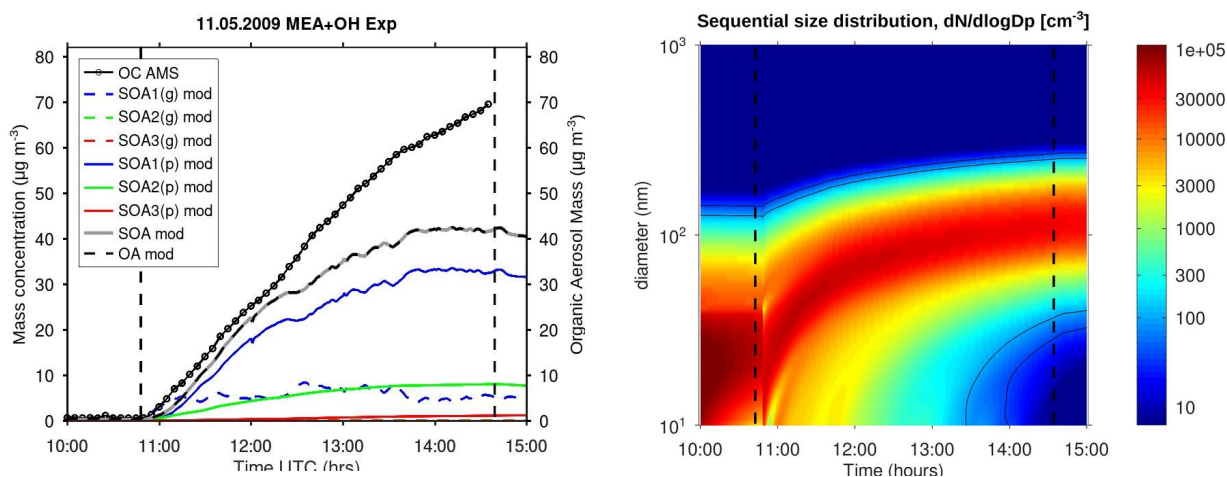 11.05.2009 MEA+OH Exp
Mass concentration (µg m⁻³)
80
70
60
50
40
30
20
10
0
OC AMS
SOA1(g) mod
SOA2(g) mod
SOA3(g) mod
SOA1(p) mod
SOA2(p) mod
SOA3(p) mod
SOA mod
OA mod
80
70
60
50
40
30
20
10
0
Organic Aerosol Mass (µg m⁻³)
10:00 11:00 12:00 13:00 14:00 15:00
Time UTC (hrs)
Sequential size distribution, dN/dlogDp [cm⁻³]
diameter (nm)
10³
10²
10¹
10:00 11:00 12:00 13:00 14:00 15:00
Time (hours)
1e+05
30000
10000
3000
1000
300
100
10